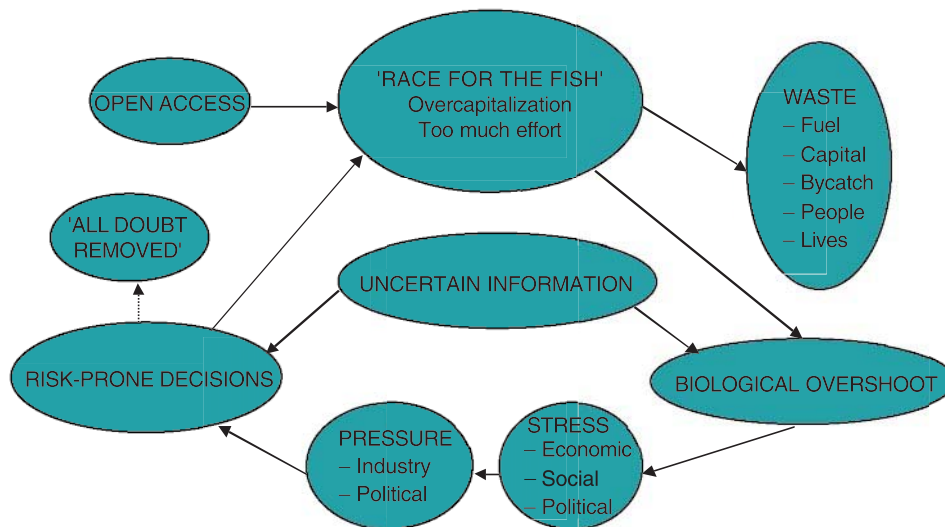 'RACE FOR THE FISH'
Overcapitalization
Too much effort
OPEN ACCESS
WASTE
– Fuel
– Capital
– Bycatch
– People
– Lives
'ALL DOUBT
REMOVED'
UNCERTAIN INFORMATION
RISK-PRONE DECISIONS
BIOLOGICAL OVERSHOOT
PRESSURE
– Industry
– Political
STRESS
– Economic
– Social
– Political